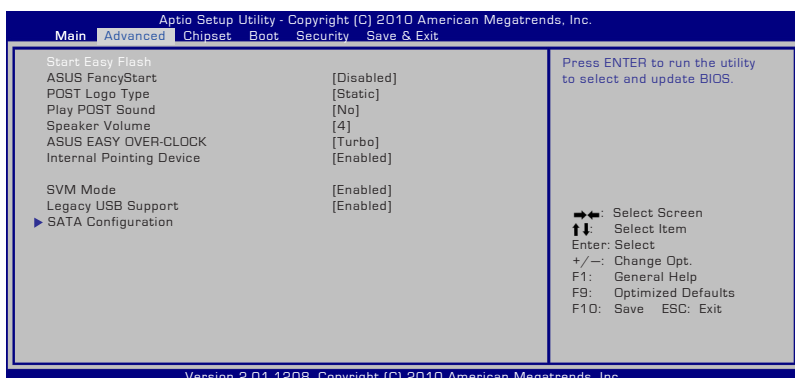 Aptio Setup Utility - Copyright (C) 2010 American Megatrends, Inc.
Main Advanced Chipset Boot Security Save & Exit
Start Easy Flash
ASUS FancyStart [Disabled]
POST Logo Type [Static]
Play POST Sound [No]
Speaker Volume [4]
ASUS EASY OVER-CLOCK [Turbo]
Internal Pointing Device [Enabled]
SVM Mode [Enabled]
Legacy USB Support [Enabled]
SATA Configuration
Press ENTER to run the utility
to select and update BIOS.
→←: Select Screen
↑↓: Select Item
Enter: Select
+/—: Change Opt.
F1: General Help
F9: Optimized Defaults
F10: Save ESC: Exit
Version 2.01.1208. Copyright (C) 2010 American Megatrends, Inc.